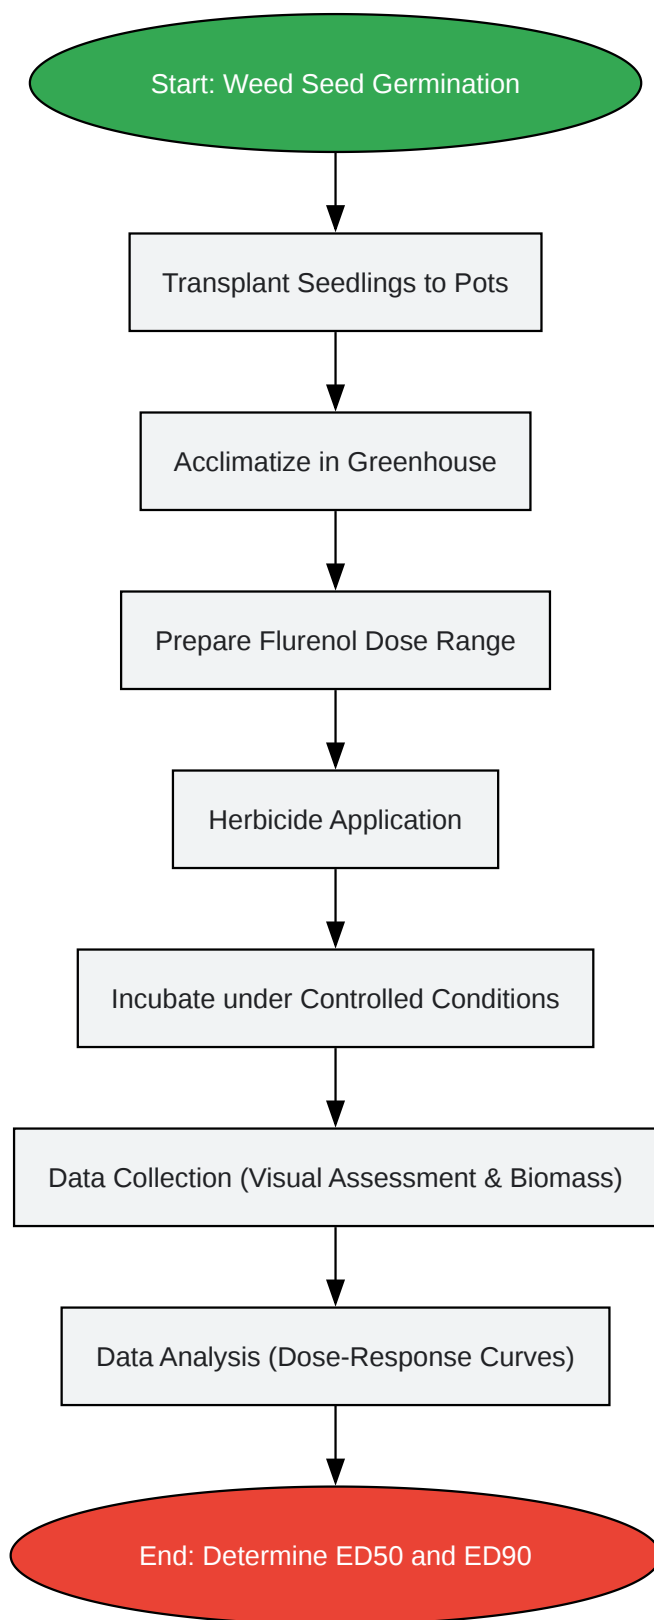 Start: Weed Seed Germination
Transplant Seedlings to Pots
Acclimatize in Greenhouse
Prepare Flurenol Dose Range
Herbicide Application
Incubate under Controlled Conditions
Data Collection (Visual Assessment & Biomass)
Data Analysis (Dose-Response Curves)
End: Determine ED50 and ED90